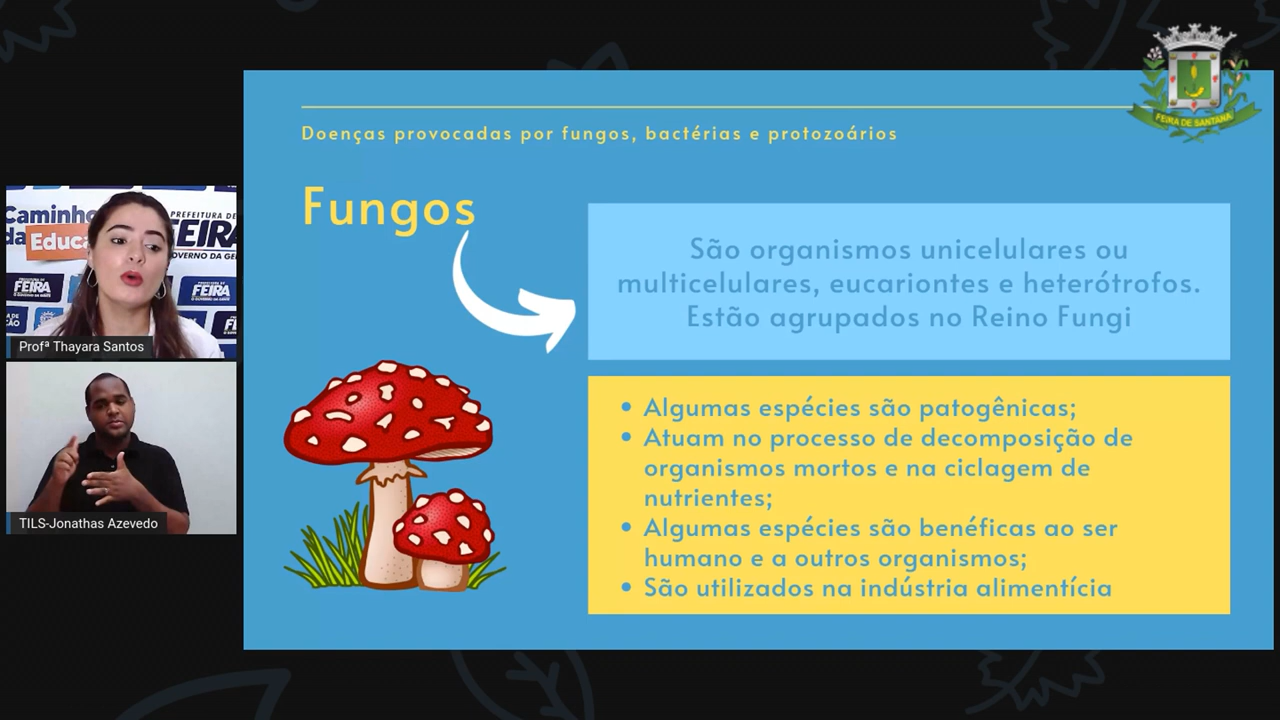 FEIRA DE SANTANA
Doenças provocadas por fungos, bactérias e protozoários
Fungos
São organismos unicelulares ou
multicelulares, eucariontes e heterótrofos.
Estão agrupados no Reino Fungi
Algumas espécies são patogênicas;
Atuam no processo de decomposição de
organismos mortos e na ciclagem de
nutrientes;
Algumas espécies são benéficas ao ser
humano e a outros organismos;
São utilizados na indústria alimentícia
Caminho
da Educa
PREFEITURA DE
FEIRA
FEIRA
FEIRA
Profª Thayara Santos
TILS-Jonathas Azevedo